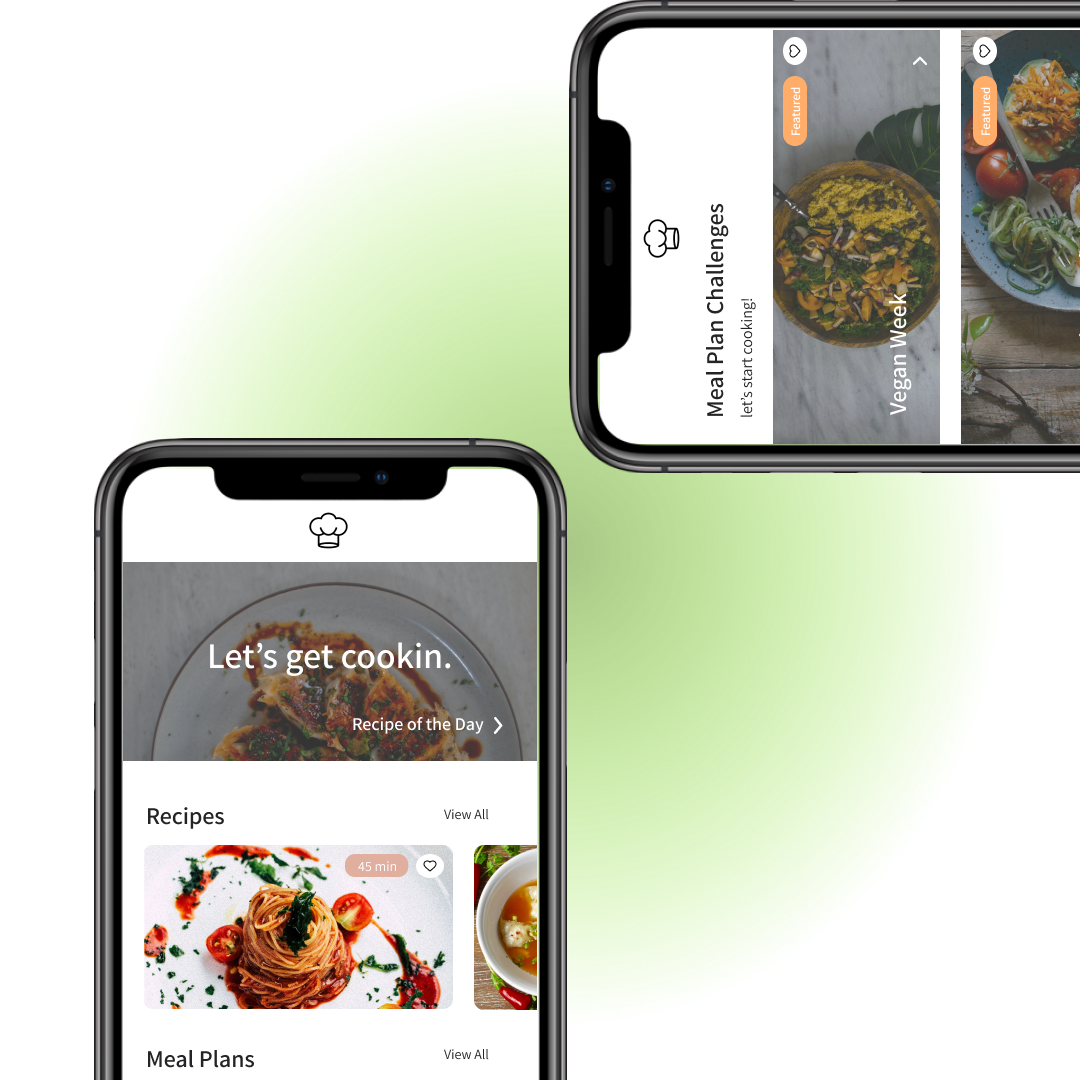 Featured
Featured
Meal Plan Challenges
let's start cooking!
Vegan Week
Let's get cookin.
Recipe of the Day
Recipes
View All
45 min
Meal Plans
View All